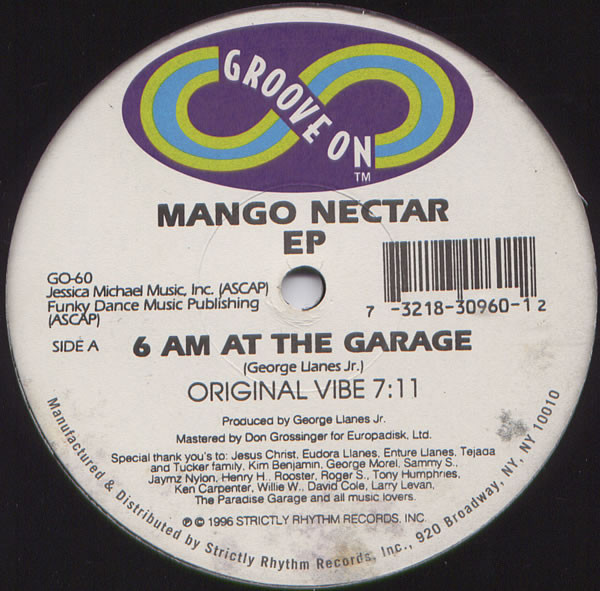 GROOVE ON
TM
MANGO NECTAR
EP
GO-60
Jessica Michael Music, Inc. (ASCAP)
Funky Dance Music Publishing
(ASCAP)
7 -3218-30960-1 2
SIDE A
6 AM AT THE GARAGE
(George Llanes Jr.)
ORIGINAL VIBE 7:11
Produced by George Llanes Jr.
Mastered by Don Grossinger for Europadisk, Ltd.
Special thank you's to: Jesus Christ, Eudora Llanes, Enture Llanes, Tejada
and Tucker family, Kim Benjamin, George Morel, Sammy S.,
Jaymz Nylon, Henry H., Rooster, Roger S., Tony Humphries,
Ken Carpenter, Willie W., David Cole, Larry Levan,
The Paradise Garage and all music lovers.
℗ © 1996 STRICTLY RHYTHM RECORDS, INC.
Manufactured & Distributed by Strictly Rhythm Records, Inc., 920 Broadway, NY, NY 10010